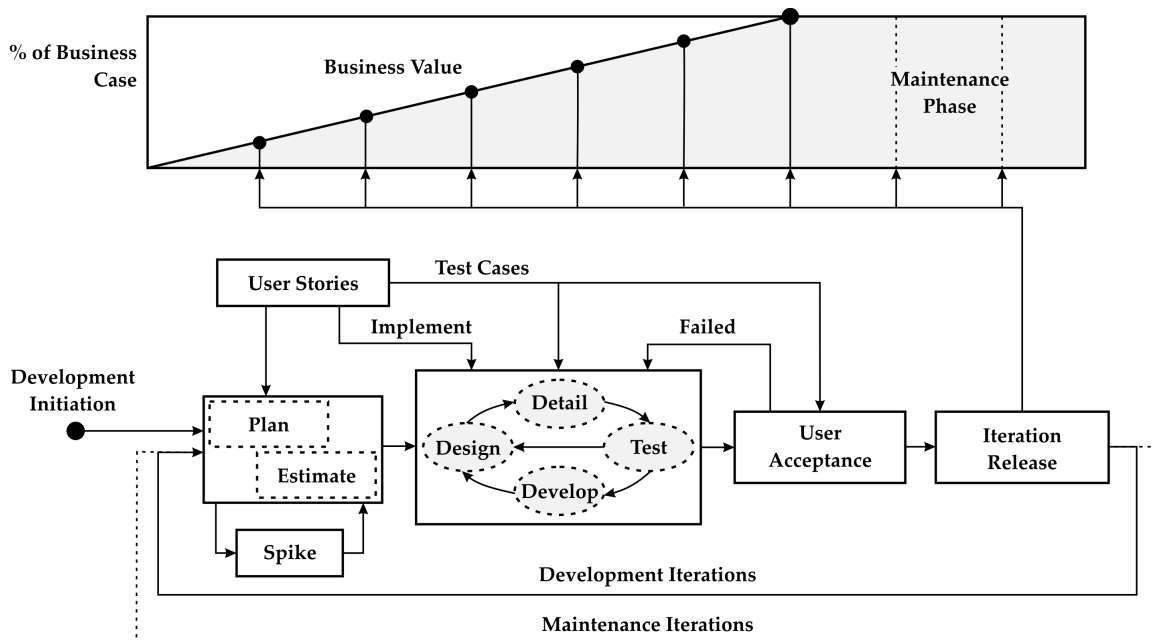 % of Business
Case
Business Value
Maintenance
Phase
User Stories
Test Cases
Implement
Failed
Development
Initiation
Plan
Estimate
Spike
Detail
Design
Test
Develop
User
Acceptance
Iteration
Release
Development Iterations
Maintenance Iterations